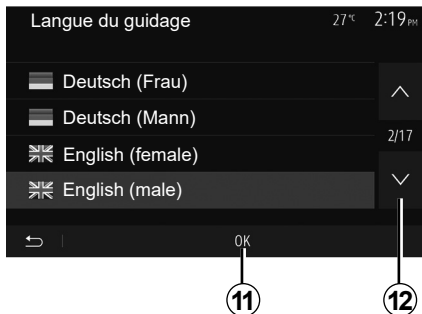 Langue du guidage 27°C 2:19PM
Deutsch (Frau)
Deutsch (Mann)
2/17
English (female)
English (male)
OK
11 12